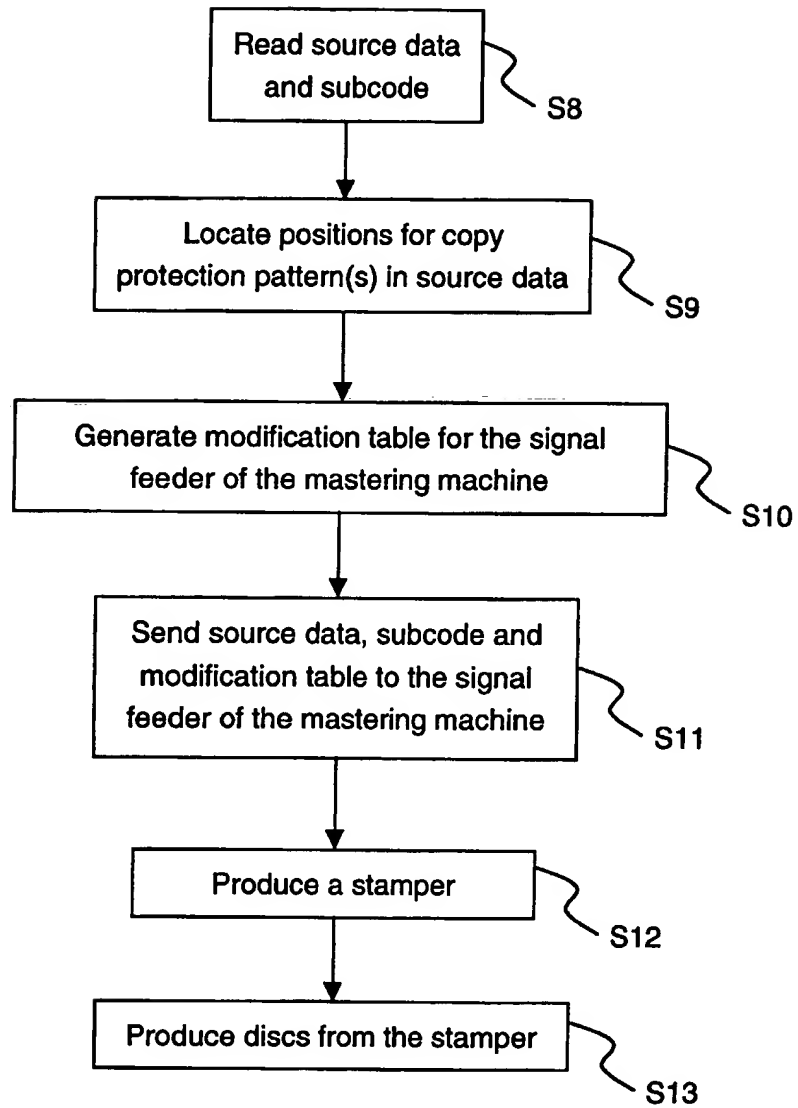 Read source data
and subcode
S8
Locate positions for copy
protection pattern(s) in source data
S9
Generate modification table for the signal
feeder of the mastering machine
S10
Send source data, subcode and
modification table to the signal
feeder of the mastering machine
S11
Produce a stamper
S12
Produce discs from the stamper
S13